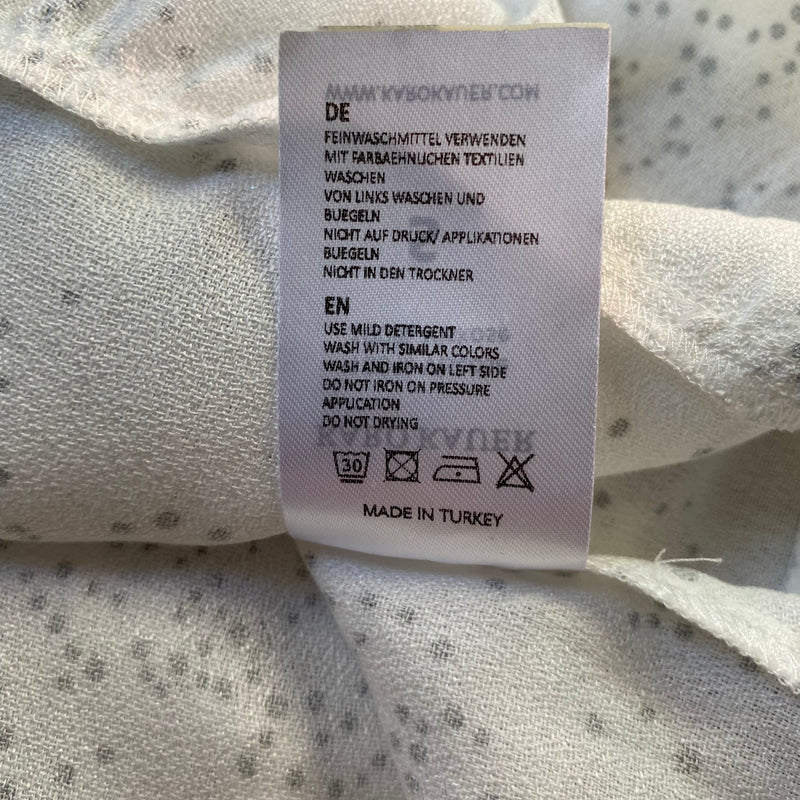 WWW.KAROKAUER.COM
DE
FEINWASCHMITTEL VERWENDEN
MIT FARBAEHNLICHEN TEXTILIEN
WASCHEN
VON LINKS WASCHEN UND
BUEGELN
NICHT AUF DRUCK/ APPLIKATIONEN
BUEGELN
NICHT IN DEN TROCKNER
EN
USE MILD DETERGENT
WASH WITH SIMILAR COLORS
WASH AND IRON ON LEFT SIDE
DO NOT IRON ON PRESSURE
APPLICATION
DO NOT DRYING
KARO KAUER
30
MADE IN TURKEY